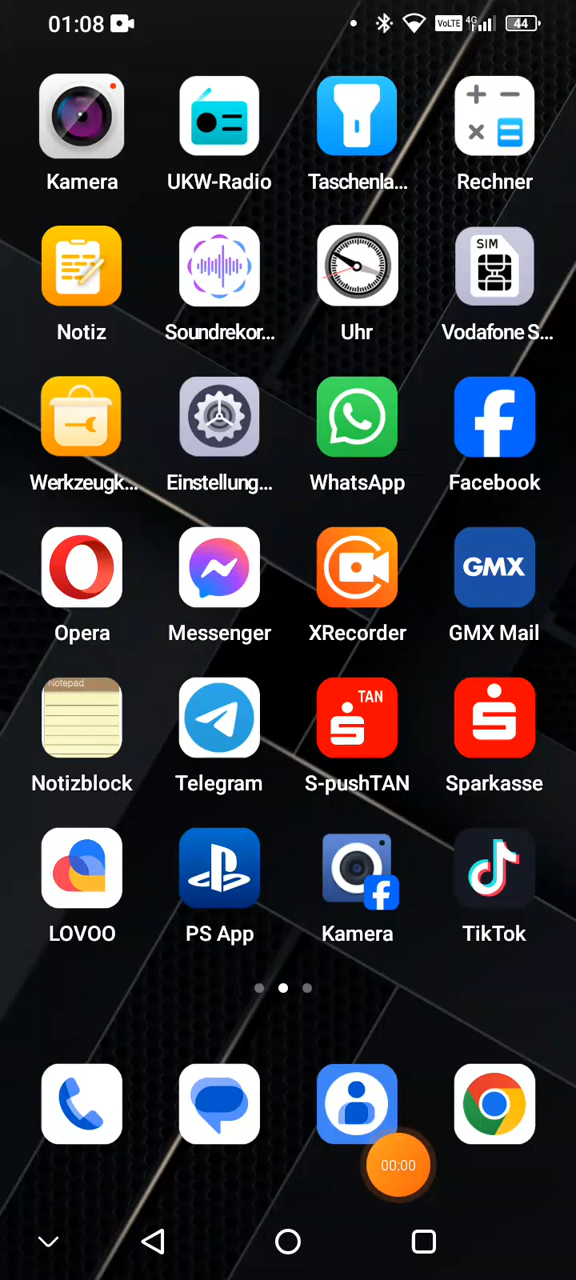 01:08
VoLTE 4G 44
Kamera UKW-Radio Taschenla... Rechner
SIM
Notiz Soundrekor... Uhr Vodafone S...
Werkzeugk... Einstellung... WhatsApp Facebook
GMX
Opera Messenger XRecorder GMX Mail
Notepad TAN
Notizblock Telegram S-pushTAN Sparkasse
LOVOO PS App Kamera TikTok
00:00